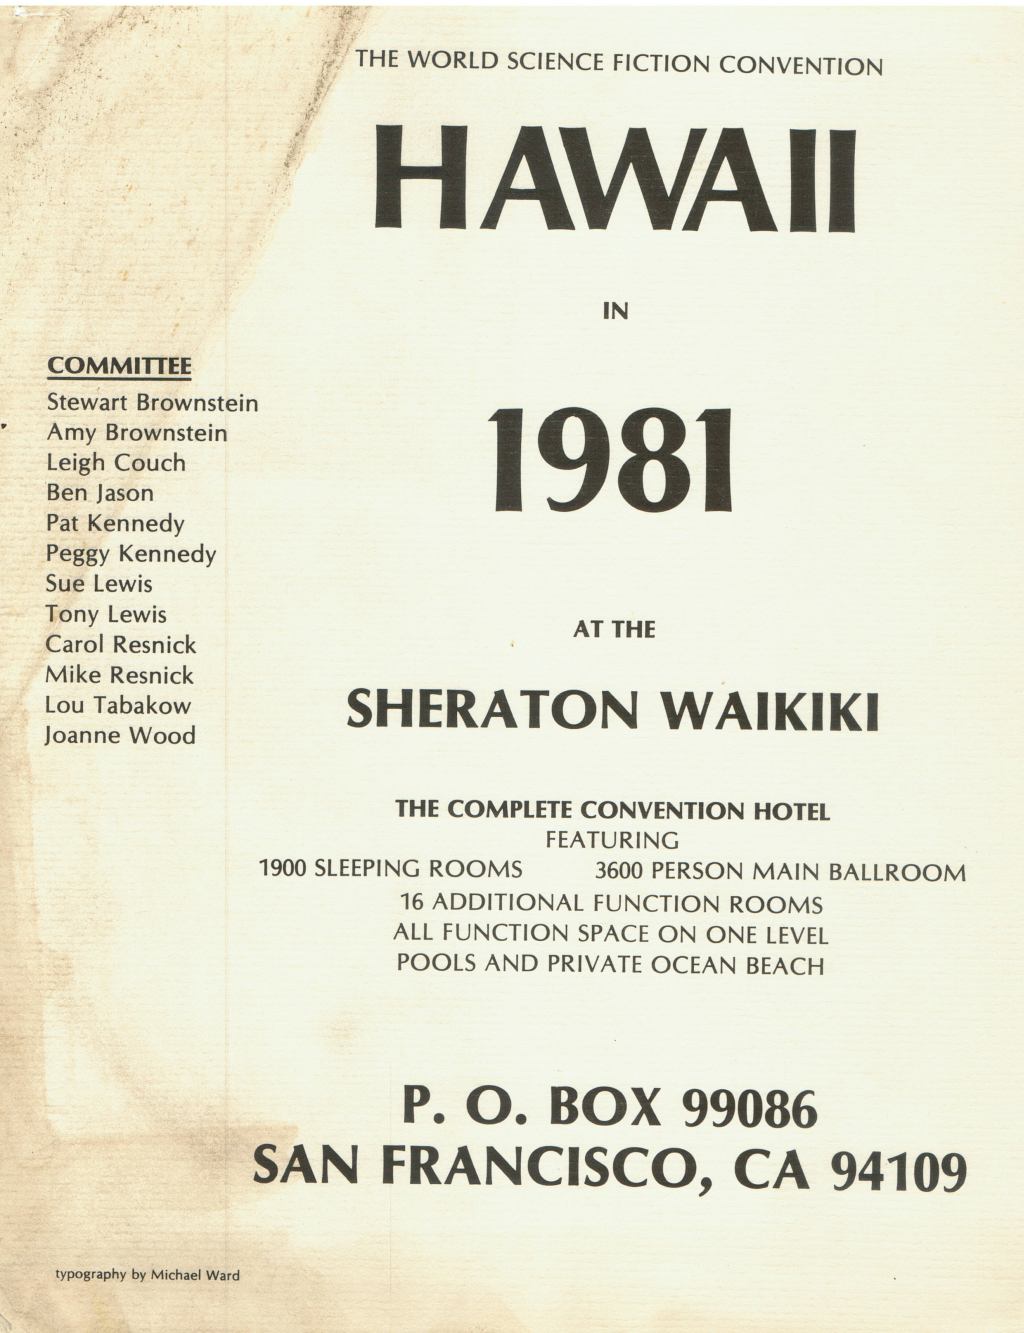 THE WORLD SCIENCE FICTION CONVENTION
HAWAII
IN
1981
AT THE
SHERATON WAIKIKI
THE COMPLETE CONVENTION HOTEL
FEATURING
1900 SLEEPING ROOMS 3600 PERSON MAIN BALLROOM
16 ADDITIONAL FUNCTION ROOMS
ALL FUNCTION SPACE ON ONE LEVEL
POOLS AND PRIVATE OCEAN BEACH
P. O. BOX 99086
SAN FRANCISCO, CA 94109
COMMITTEE
Stewart Brownstein
Amy Brownstein
Leigh Couch
Ben Jason
Pat Kennedy
Peggy Kennedy
Sue Lewis
Tony Lewis
Carol Resnick
Mike Resnick
Lou Tabakow
Joanne Wood
typography by Michael Ward